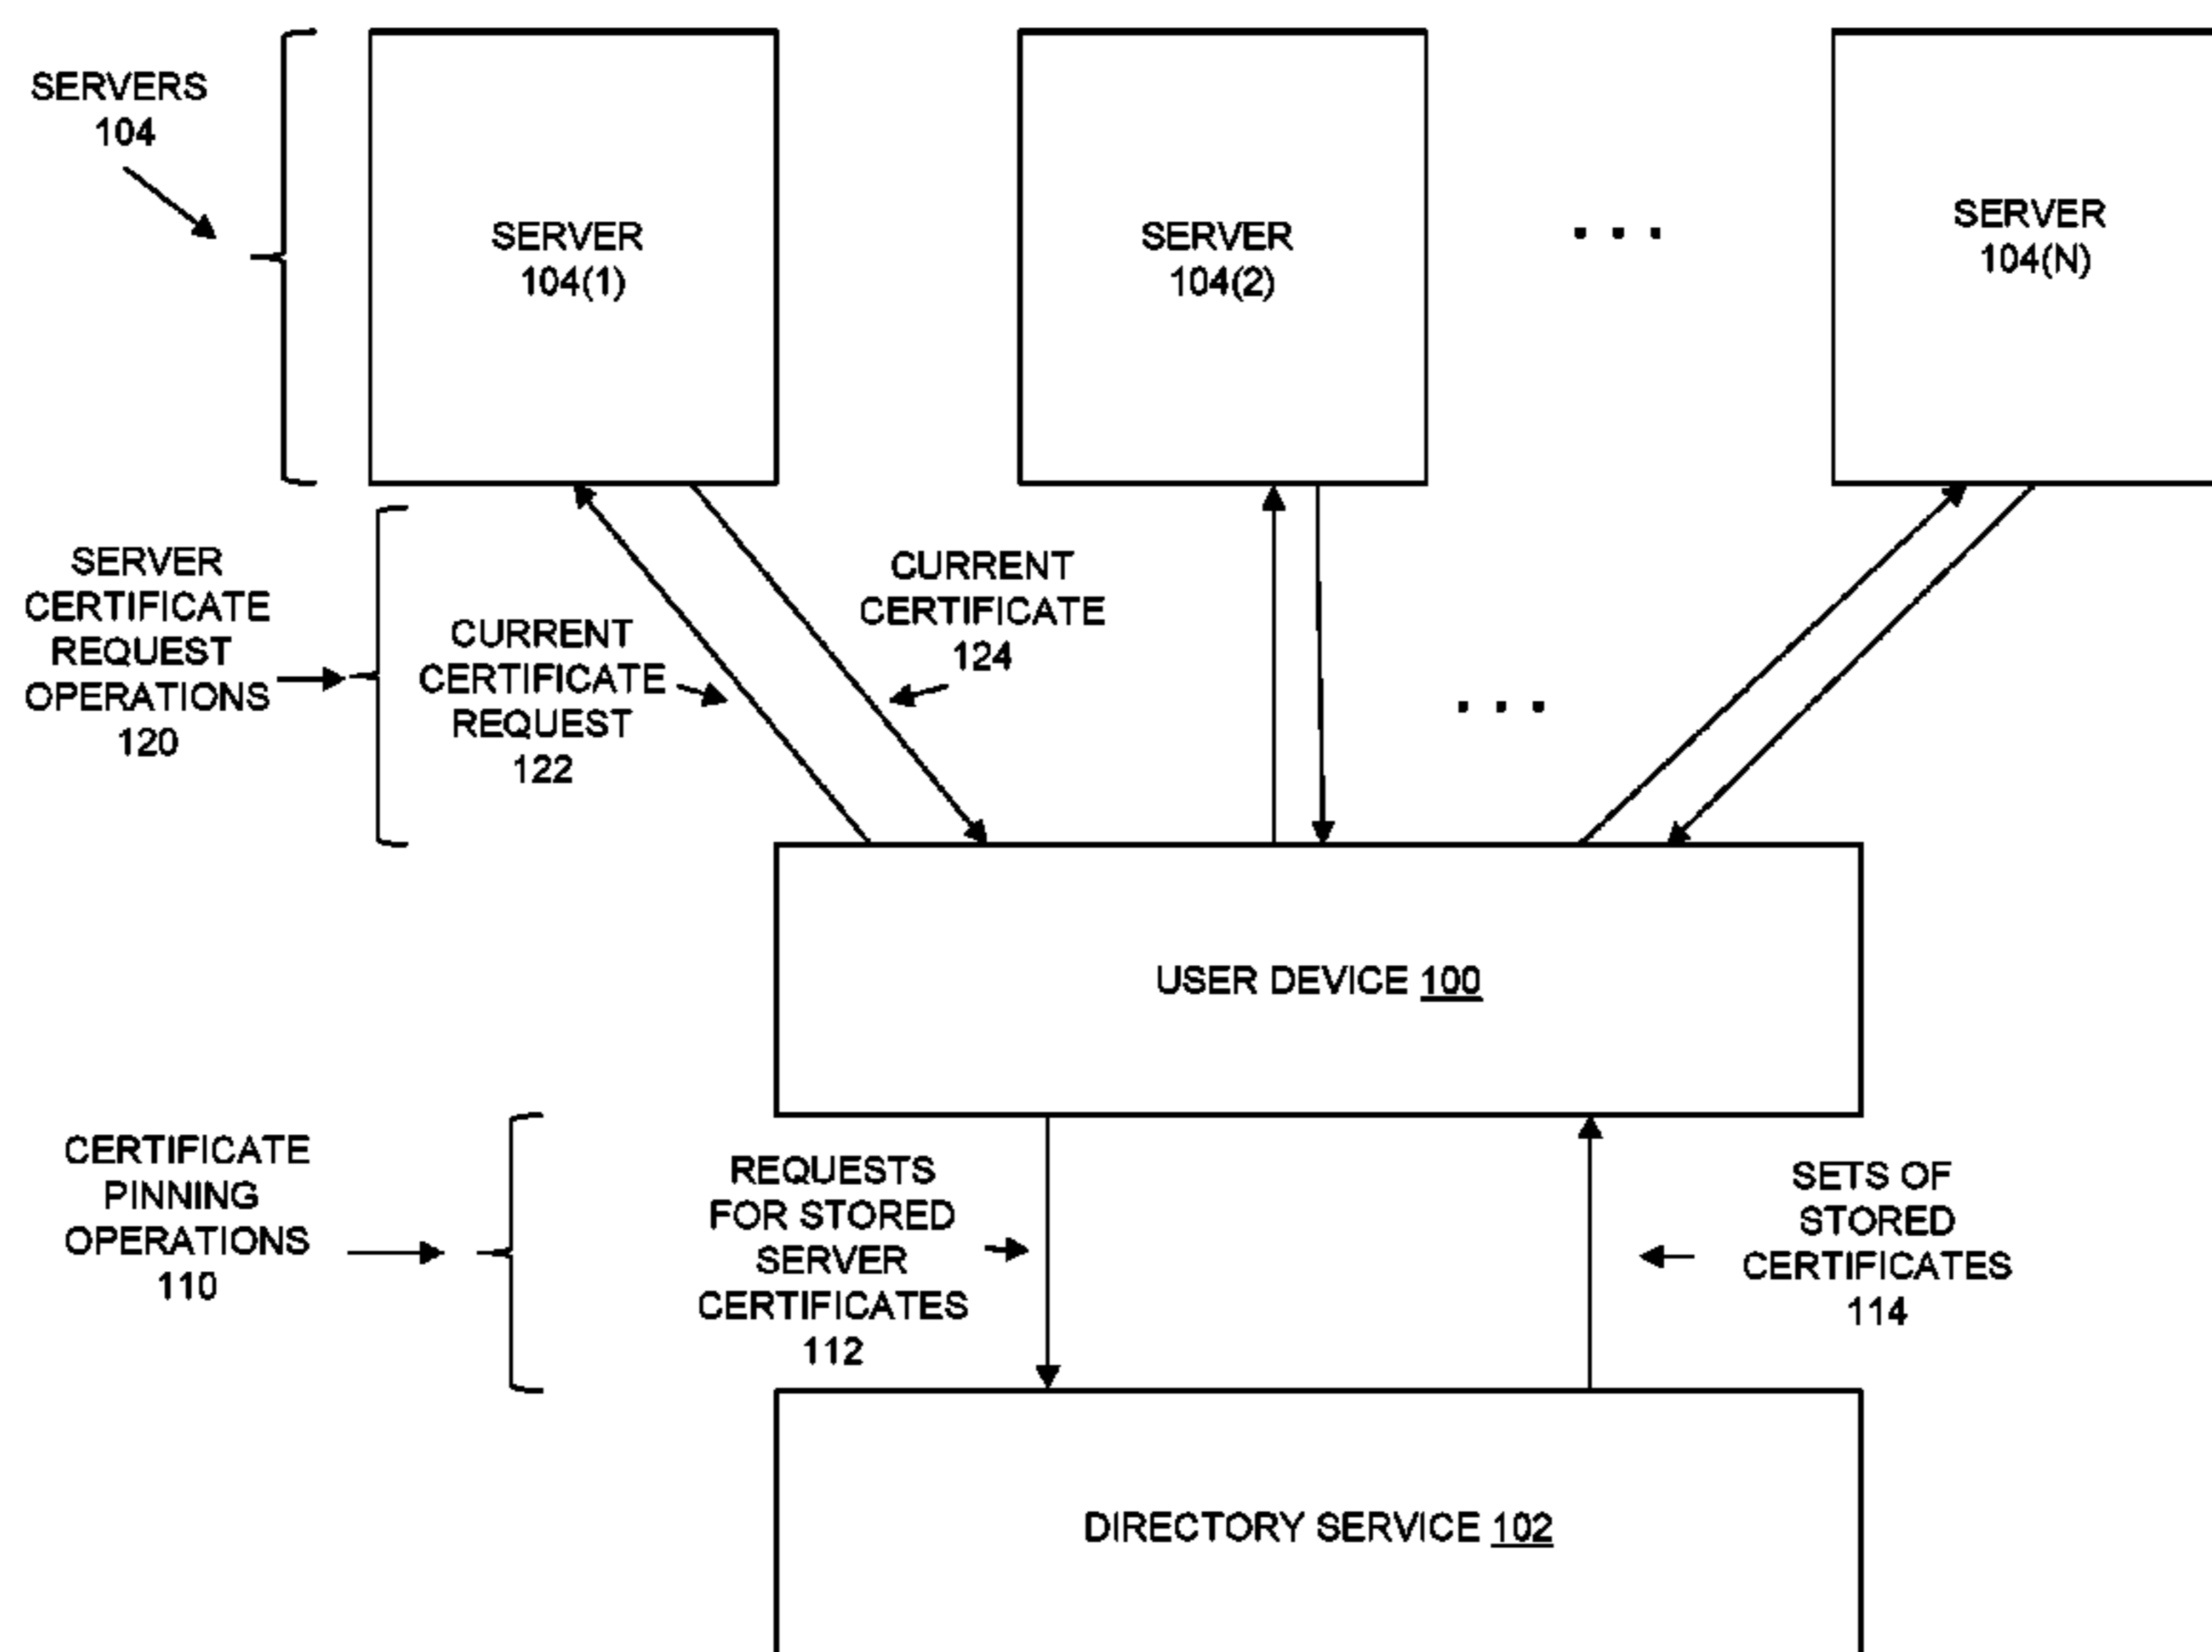 SERVERS
104
SERVER
104(1)
SERVER
104(2)
. . .
SERVER
104(N)
SERVER
CERTIFICATE
REQUEST
OPERATIONS
120
CURRENT
CERTIFICATE
REQUEST
122
CURRENT
CERTIFICATE
124
. . .
USER DEVICE 100
CERTIFICATE
PINNING
OPERATIONS
110
REQUESTS
FOR STORED
SERVER
CERTIFICATES
112
SETS OF
STORED
CERTIFICATES
114
DIRECTORY SERVICE 102